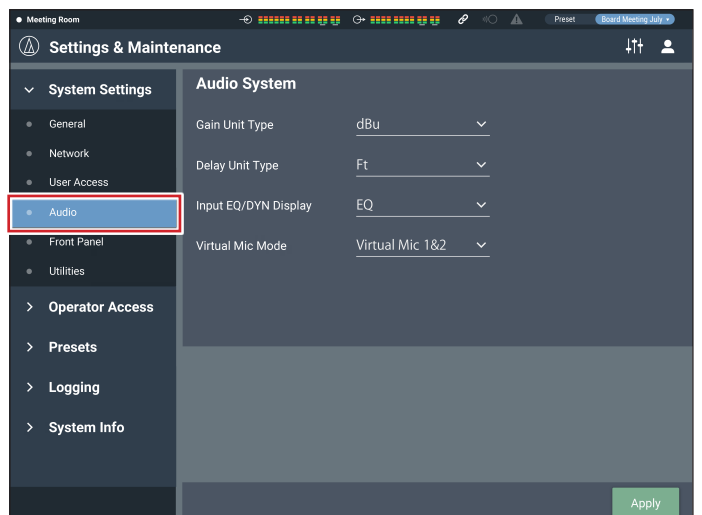 Meeting Room
Preset
Board Meeting July
Settings & Maintenance
System Settings
General
Network
User Access
Audio
Front Panel
Utilities
Operator Access
Presets
Logging
System Info
Audio System
Gain Unit Type dBu
Delay Unit Type Ft
Input EQ/DYN Display EQ
Virtual Mic Mode Virtual Mic 1&2
Apply